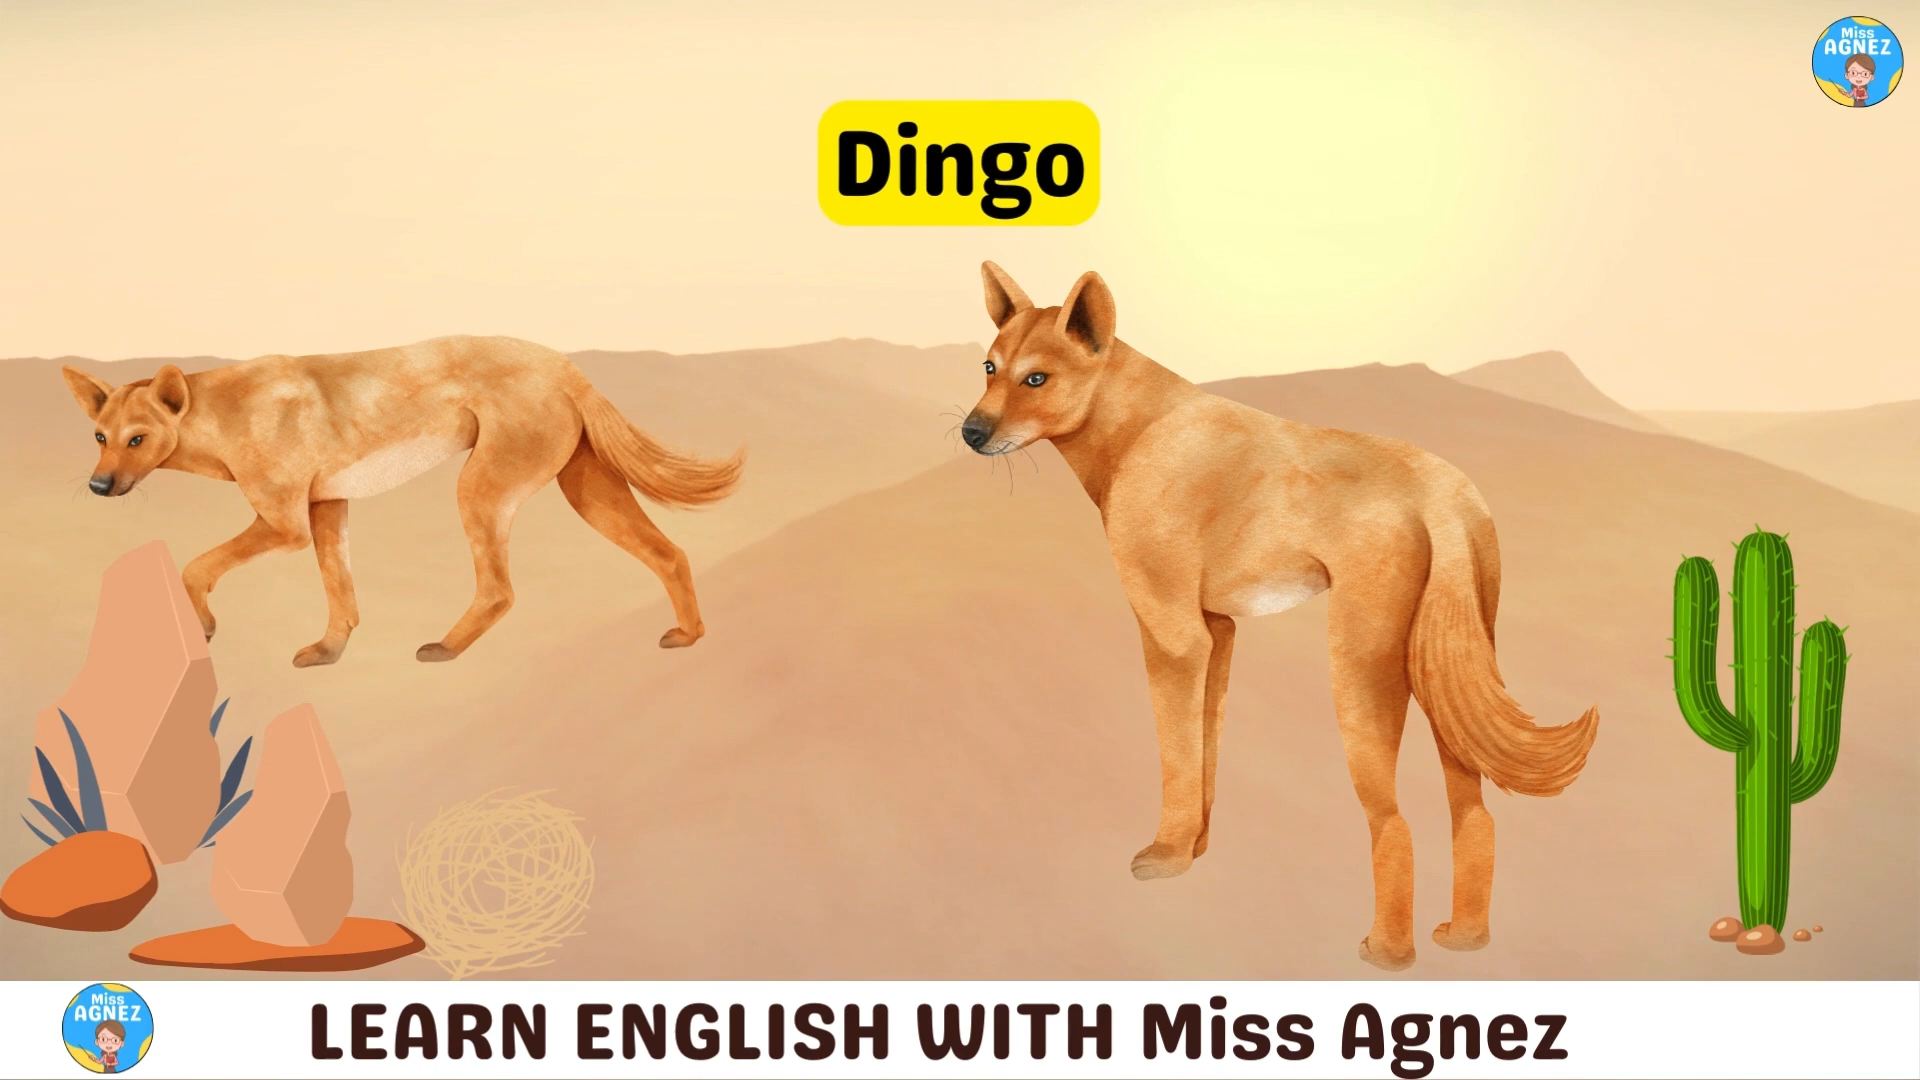 Miss
AGNEZ
Dingo
Miss
AGNEZ
LEARN ENGLISH WITH Miss Agnez